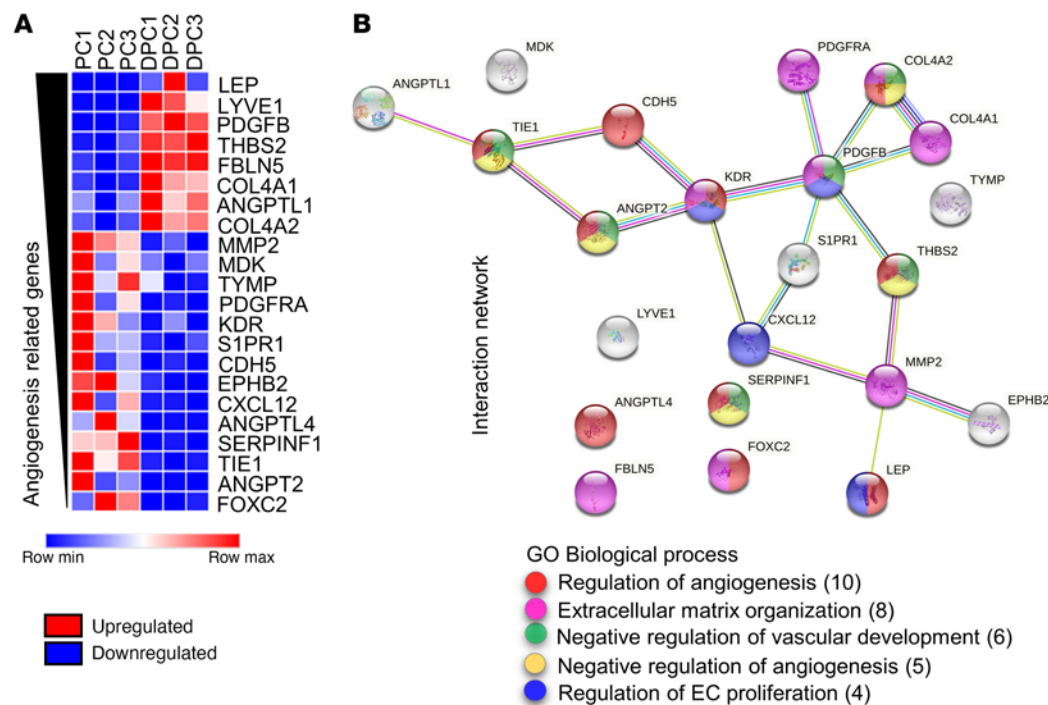 A
PC1 PC2 PC3 DPC1 DPC2 DPC3
Angiogenesis related genes
LEP
LYVE1
PDGFB
THBS2
FBLN5
COL4A1
ANGPTL1
COL4A2
MMP2
MDK
TYMP
PDGFRA
KDR
S1PR1
CDH5
EPHB2
CXCL12
ANGPTL4
SERPINF1
TIE1
ANGPT2
FOXC2
Row min Row max
Upregulated
Downregulated
B
Interaction network
MDK
PDGFRA
COL4A2
ANGPTL1
CDH5
COL4A1
TIE1
PDGFB
KDR
TYMP
ANGPT2
S1PR1
THBS2
LYVE1
CXCL12
MMP2
SERPINF1
EPHB2
ANGPTL4
FOXC2
FBLN5
LEP
GO Biological process
Regulation of angiogenesis (10)
Extracellular matrix organization (8)
Negative regulation of vascular development (6)
Negative regulation of angiogenesis (5)
Regulation of EC proliferation (4)